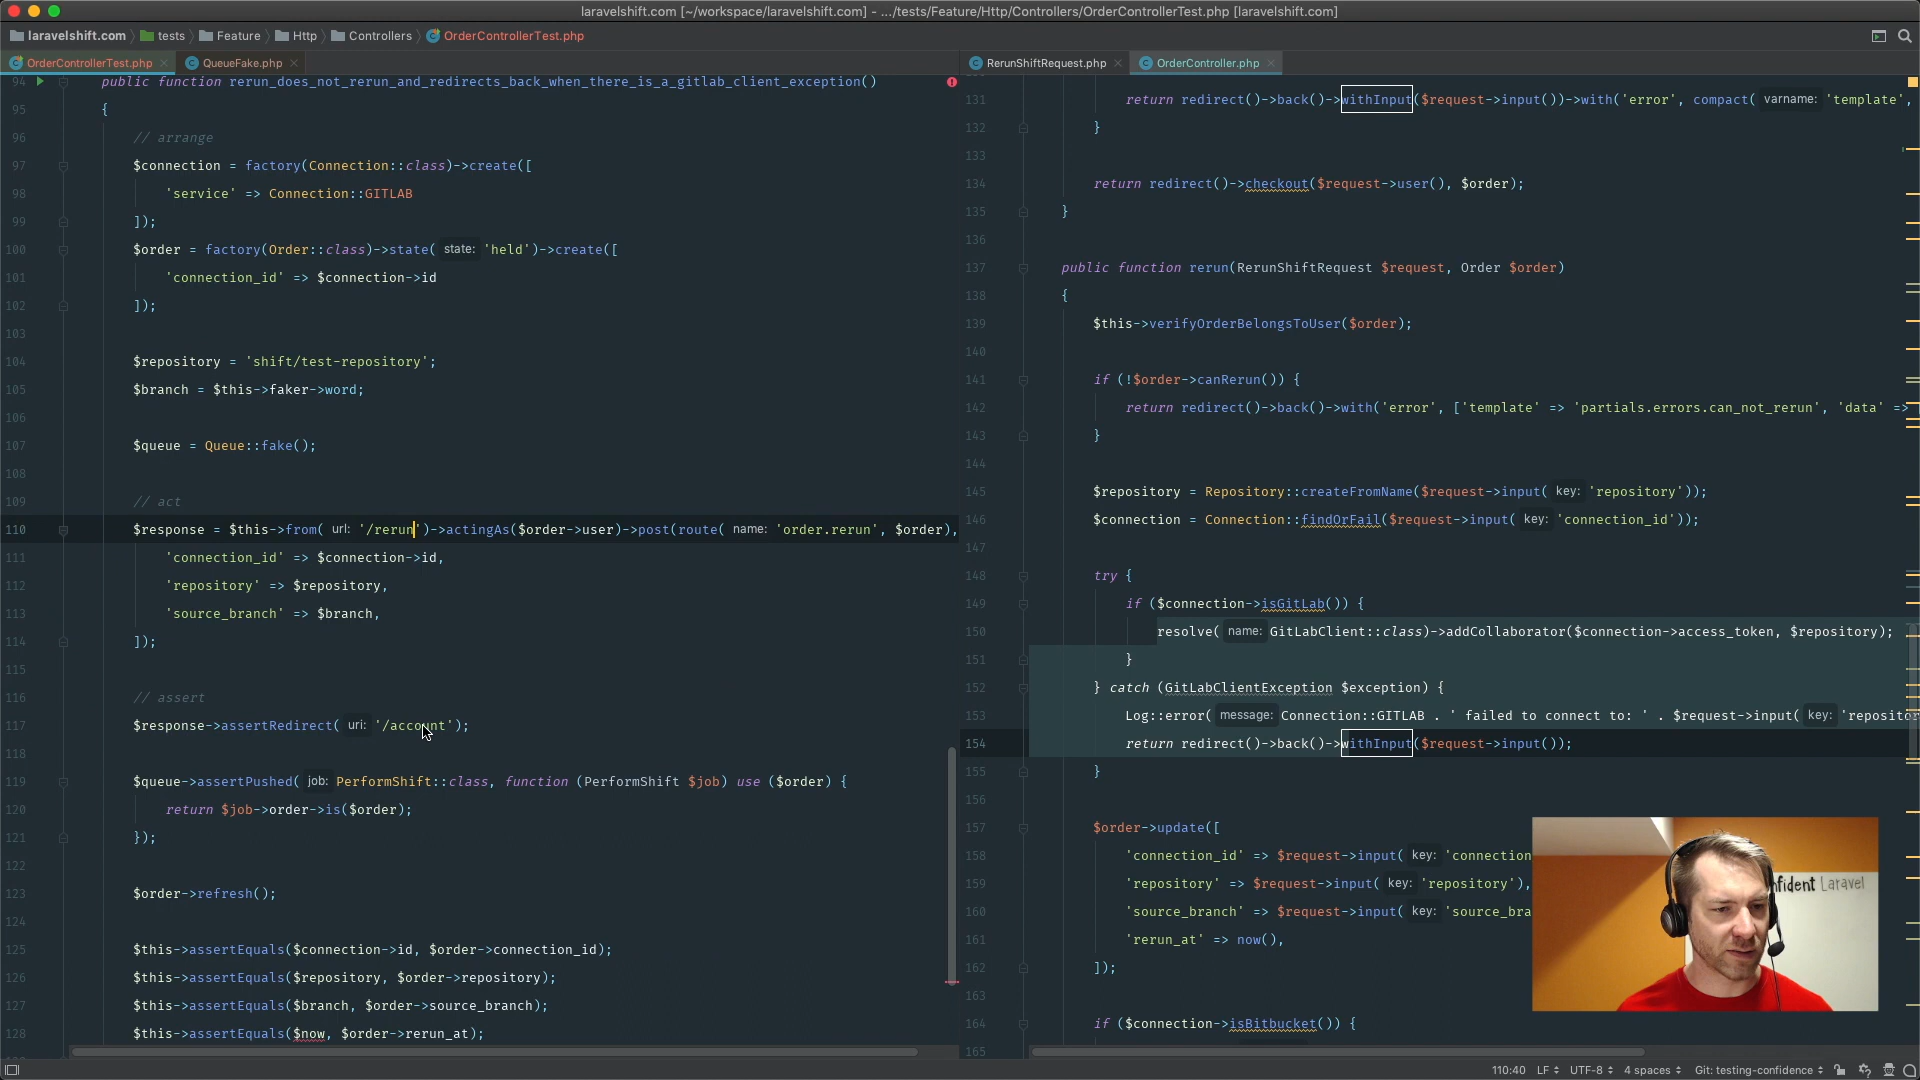 laravelshift.com [~/workspace/laravelshift.com] - .../tests/Feature/Http/Controllers/OrderControllerTest.php [laravelshift.com]
laravelshift.com › tests › Feature › Http › Controllers › OrderControllerTest.php
OrderControllerTest.php × QueueFake.php ×
94 public function rerun_does_not_rerun_and_redirects_back_when_there_is_a_gitlab_client_exception()
95 {
96 // arrange
97 $connection = factory(Connection::class)->create([
98 'service' => Connection::GITLAB
99 ]);
100 $order = factory(Order::class)->state( state: 'held')->create([
101 'connection_id' => $connection->id
102 ]);
103
104 $repository = 'shift/test-repository';
105 $branch = $this->faker->word;
106
107 $queue = Queue::fake();
108
109 // act
110 $response = $this->from( url: '/rerun')->actingAs($order->user)->post(route( name: 'order.rerun', $order),
111 'connection_id' => $connection->id,
112 'repository' => $repository,
113 'source_branch' => $branch,
114 ]);
115
116 // assert
117 $response->assertRedirect( uri: '/account');
118
119 $queue->assertPushed( job: PerformShift::class, function (PerformShift $job) use ($order) {
120 return $job->order->is($order);
121 });
122
123 $order->refresh();
124
125 $this->assertEquals($connection->id, $order->connection_id);
126 $this->assertEquals($repository, $order->repository);
127 $this->assertEquals($branch, $order->source_branch);
128 $this->assertEquals($now, $order->rerun_at);
RerunShiftRequest.php × OrderController.php ×
131 return redirect()->back()->withInput($request->input())->with('error', compact( varname: 'template',
132 }
133
134 return redirect()->checkout($request->user(), $order);
135 }
136
137 public function rerun(RerunShiftRequest $request, Order $order)
138 {
139 $this->verifyOrderBelongsToUser($order);
140
141 if (!$order->canRerun()) {
142 return redirect()->back()->with('error', ['template' => 'partials.errors.can_not_rerun', 'data' =>
143 }
144
145 $repository = Repository::createFromName($request->input( key: 'repository'));
146 $connection = Connection::findOrFail($request->input( key: 'connection_id'));
147
148 try {
149 if ($connection->isGitLab()) {
150 resolve( name: GitLabClient::class)->addCollaborator($connection->access_token, $repository);
151 }
152 } catch (GitLabClientException $exception) {
153 Log::error( message: Connection::GITLAB . ' failed to connect to: ' . $request->input( key: 'repositor
154 return redirect()->back()->withInput($request->input());
155 }
156
157 $order->update([
158 'connection_id' => $request->input( key: 'connection
159 'repository' => $request->input( key: 'repository'),
160 'source_branch' => $request->input( key: 'source_bra
161 'rerun_at' => now(),
162 ]);
163
164 if ($connection->isBitbucket()) {
165
nfident Laravel
110:40 LF UTF-8 4 spaces Git: testing-confidence